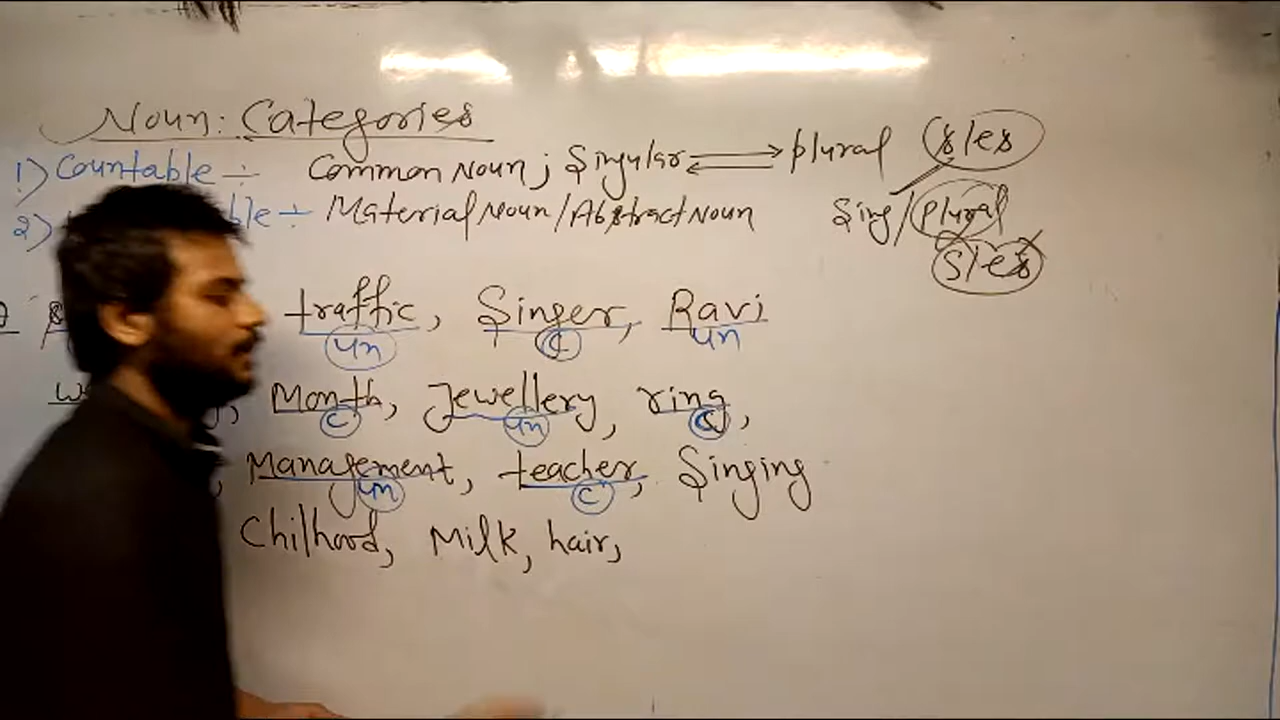 Noun: Categories
1) Countable ÷ Common Noun; Singular ⇄ plural (s/es)
2) ble ÷ Material Noun/Abstract Noun Sing/plural
s/es
traffic, Singer, Ravi
un C un
Month, Jewellery, ring,
C un C
Management, teacher, Singing
un C
Chilhood, Milk, hair,